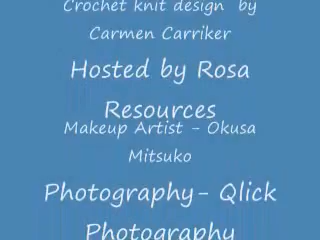 Crochet knit design by
Carmen Carriker
Hosted by Rosa
Resources
Makeup Artist - Okusa
Mitsuko
Photography- Qlick
Photography